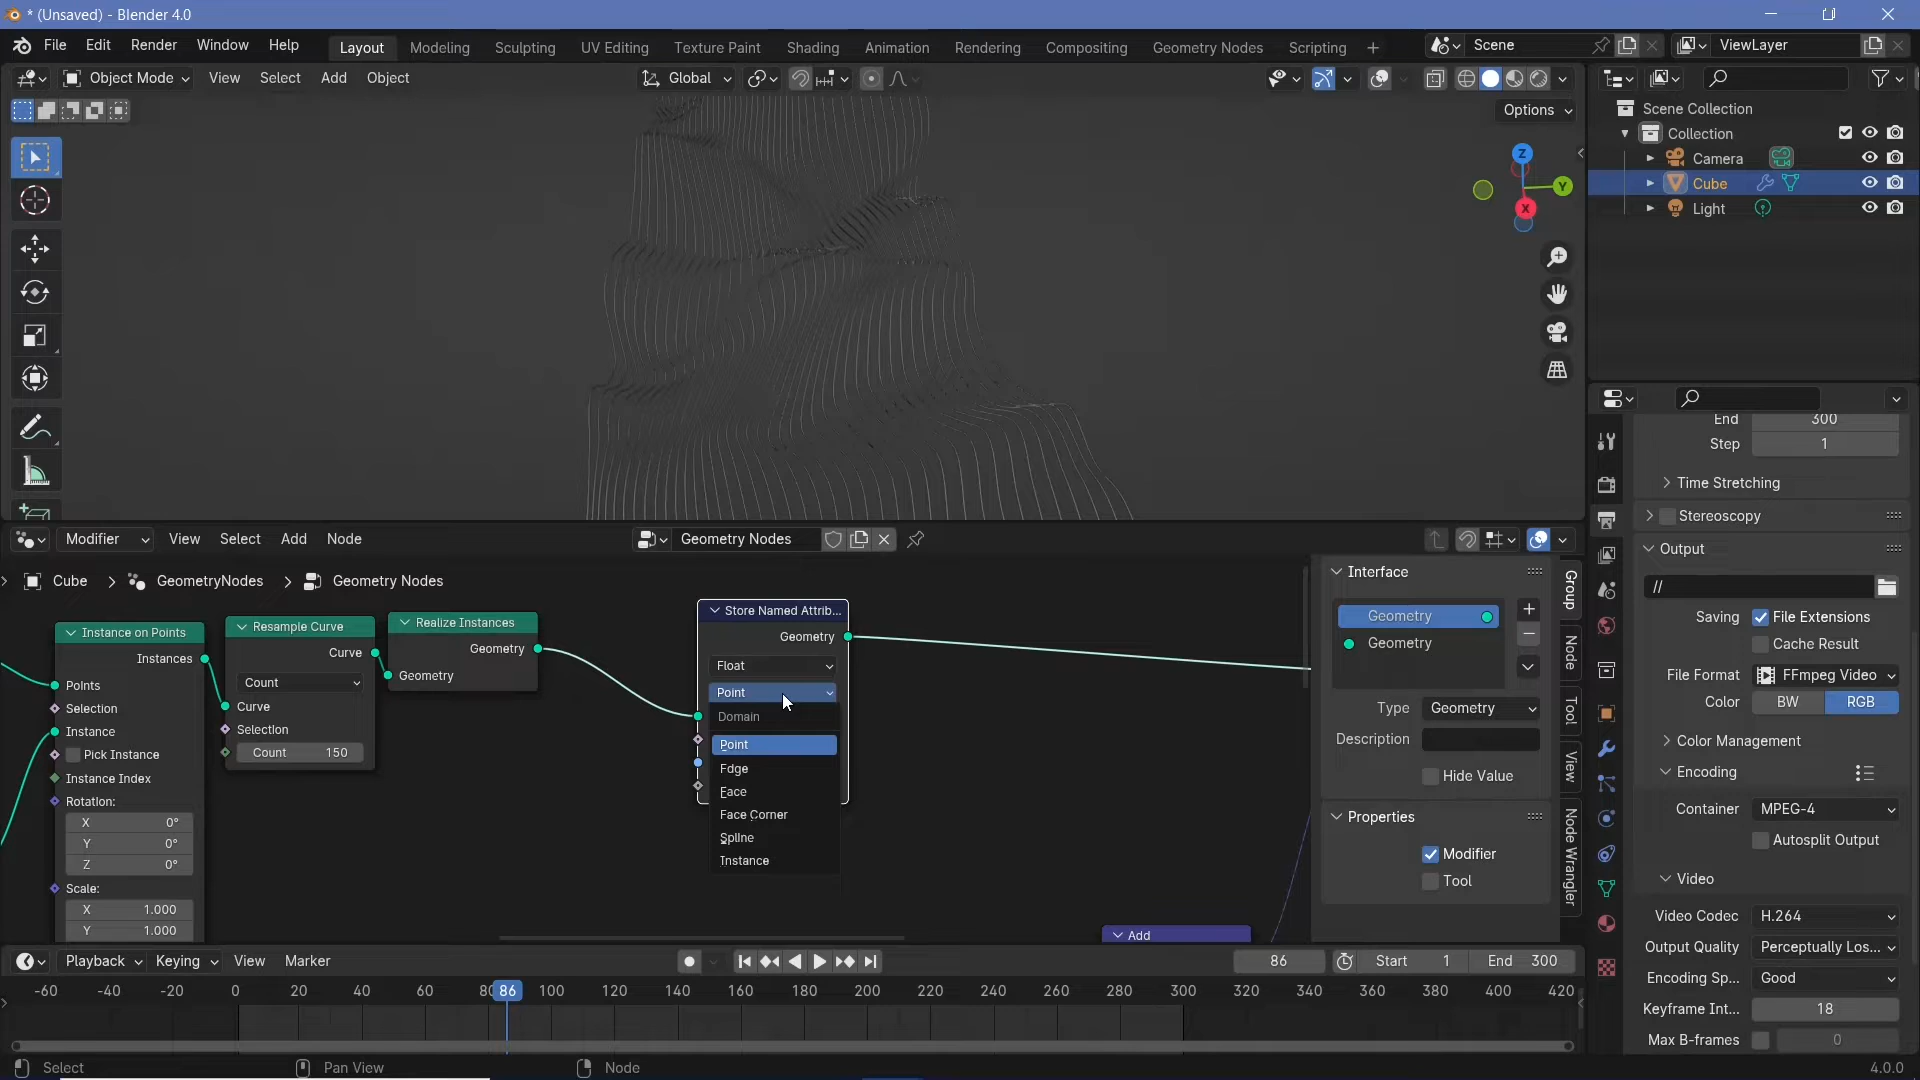 * (Unsaved) - Blender 4.0
File Edit Render Window Help Layout Modeling Sculpting UV Editing Texture Paint Shading Animation Rendering Compositing Geometry Nodes Scripting + Scene ViewLayer
Object Mode View Select Add Object Global
Options
Z
Y
X
Scene Collection
Collection
Camera
Cube
Light
End 300
Step 1
Time Stretching
Stereoscopy
Output
//
Saving File Extensions
Cache Result
File Format FFmpeg Video
Color BW RGB
Color Management
Encoding
Container MPEG-4
Autosplit Output
Video
Video Codec H.264
Output Quality Perceptually Los...
Encoding Sp... Good
Keyframe Int... 18
Max B-frames 0
Modifier View Select Add Node Geometry Nodes
Cube > GeometryNodes > Geometry Nodes
Instance on Points
Instances
Points
Selection
Instance
Pick Instance
Instance Index
Rotation:
X 0°
Y 0°
Z 0°
Scale:
X 1.000
Y 1.000
Resample Curve
Curve
Count
Curve
Selection
Count 150
Realize Instances
Geometry
Geometry
Store Named Attrib...
Geometry
Float
Point
Domain
Point
Edge
Face
Face Corner
Spline
Instance
Add
Interface
Geometry
Geometry
Type Geometry
Description
Hide Value
Properties
Modifier
Tool
Group
Node
Tool
View
Node Wrangler
Playback Keying View Marker 86 Start 1 End 300
-60 -40 -20 0 20 40 60 80 86 100 120 140 160 180 200 220 240 260 280 300 320 340 360 380 400 420
Select Pan View Node 4.0.0